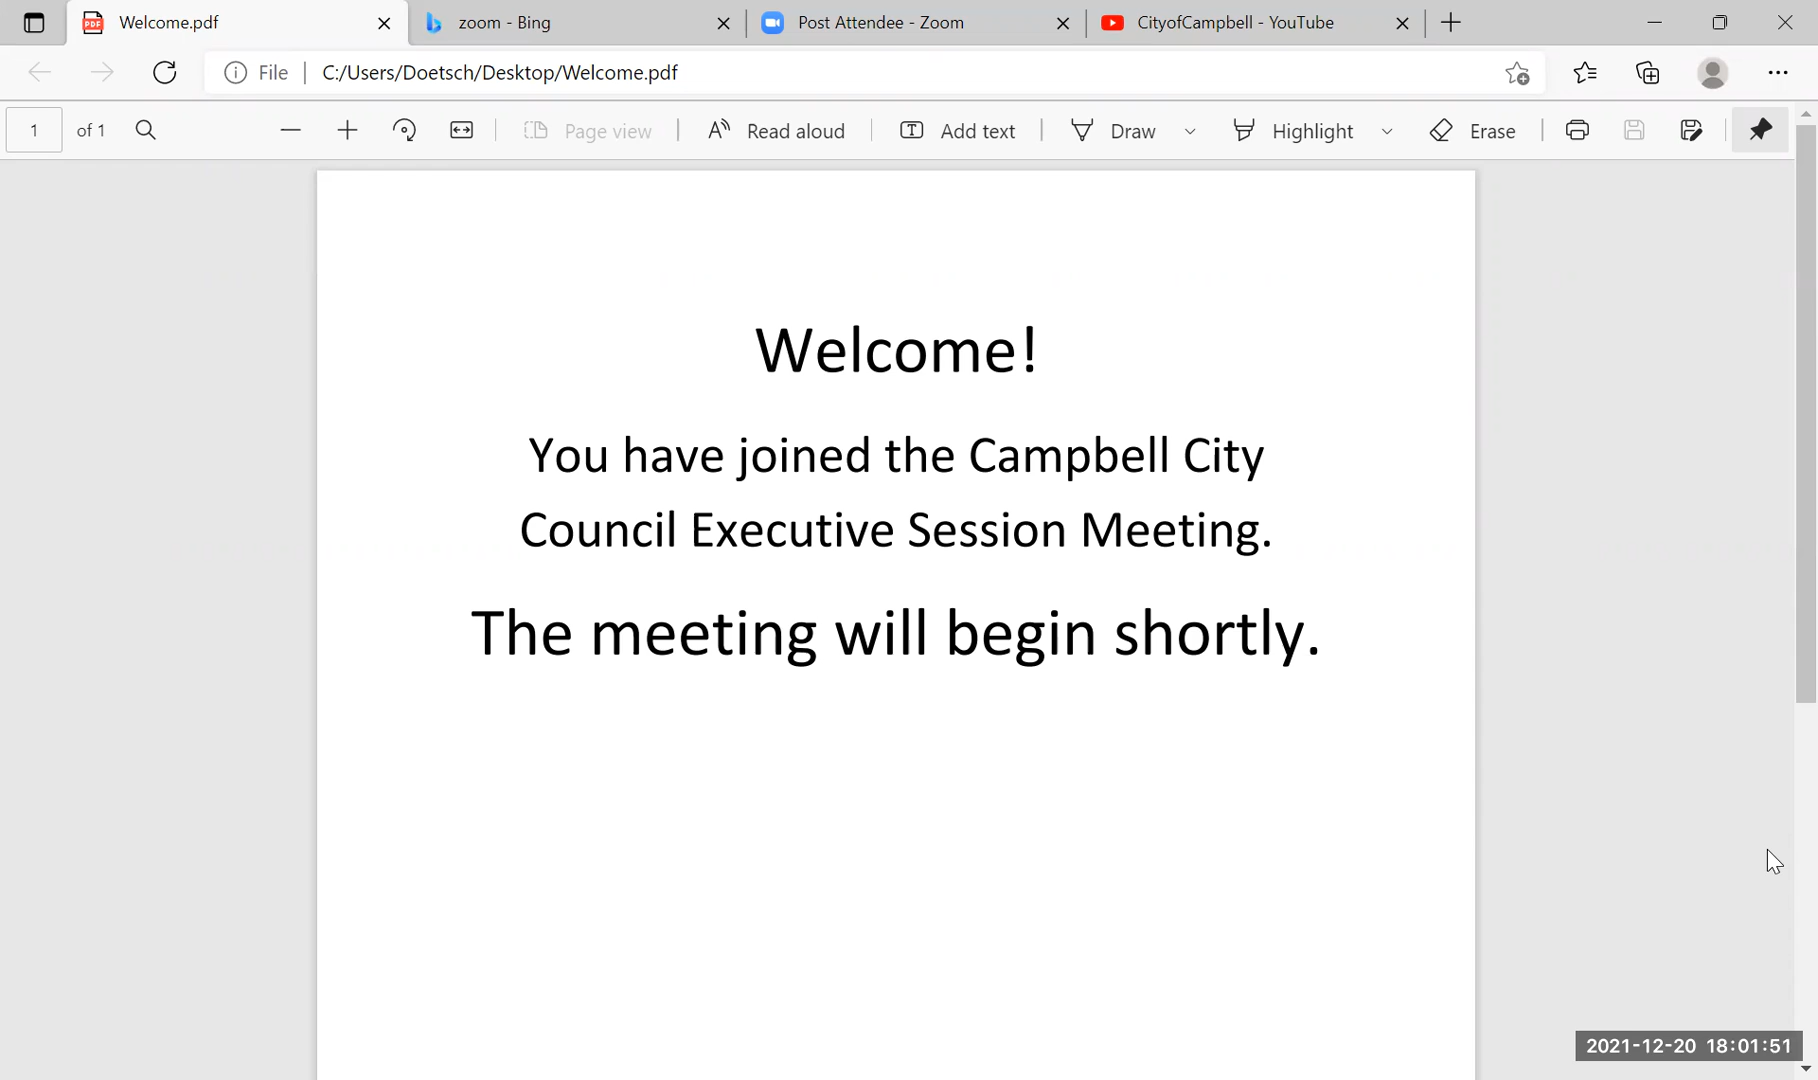 Welcome.pdf
zoom - Bing
Post Attendee - Zoom
CityofCampbell - YouTube
File
C:/Users/Doetsch/Desktop/Welcome.pdf
1 of 1
Page view
Read aloud
Add text
Draw
Highlight
Erase
Welcome!
You have joined the Campbell City
Council Executive Session Meeting.
The meeting will begin shortly.
2021-12-20 18:01:51